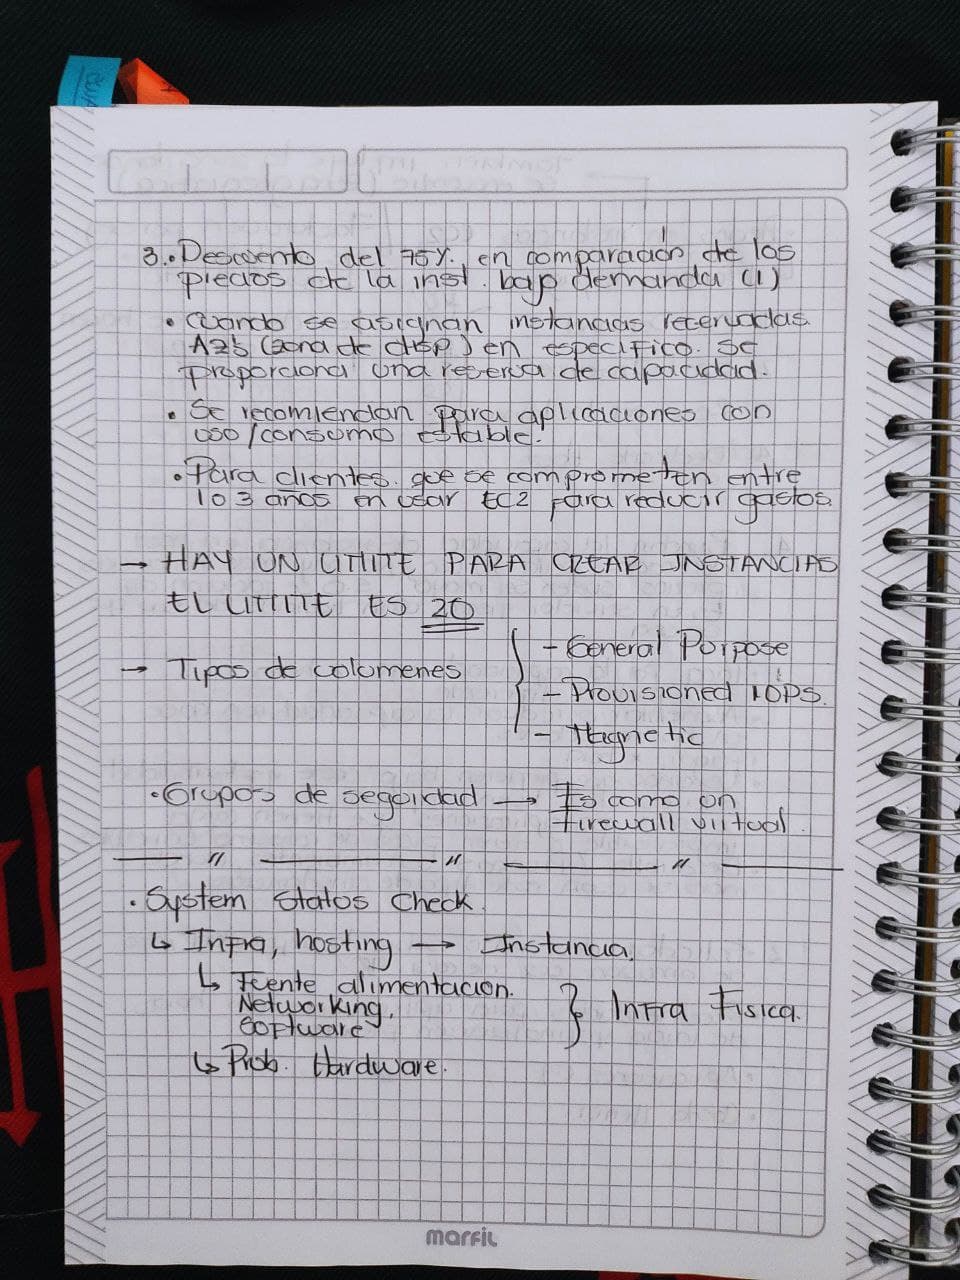 3. • Descuento del 75%. en comparación de los
precios de la inst. bajo demanda (1)
• Cuando se asignan instancias reservadas
AZs (zona de disp) en específico. se
proporciona una reserva de capacidad.
• Se recomiendan para aplicaciones con
uso/consumo estable.
• Para clientes que se comprometen entre
1 o 3 años en usar EC2 para reducir gastos.
→ HAY UN LIMITE PARA CREAR INSTANCIAS
EL LIMITE ES 20
→ Tipos de volumenes
- General Purpose
- Provisioned IOPS.
- Magnetic
• Grupos de seguridad → Es como un
firewall virtual.
// // //
• System Status Check.
↳ Infra, hosting → Instancia.
↳ Fuente alimentacion.
Networking.
Software
} Infra Fisica.
↳ Prob. Hardware.
marfil